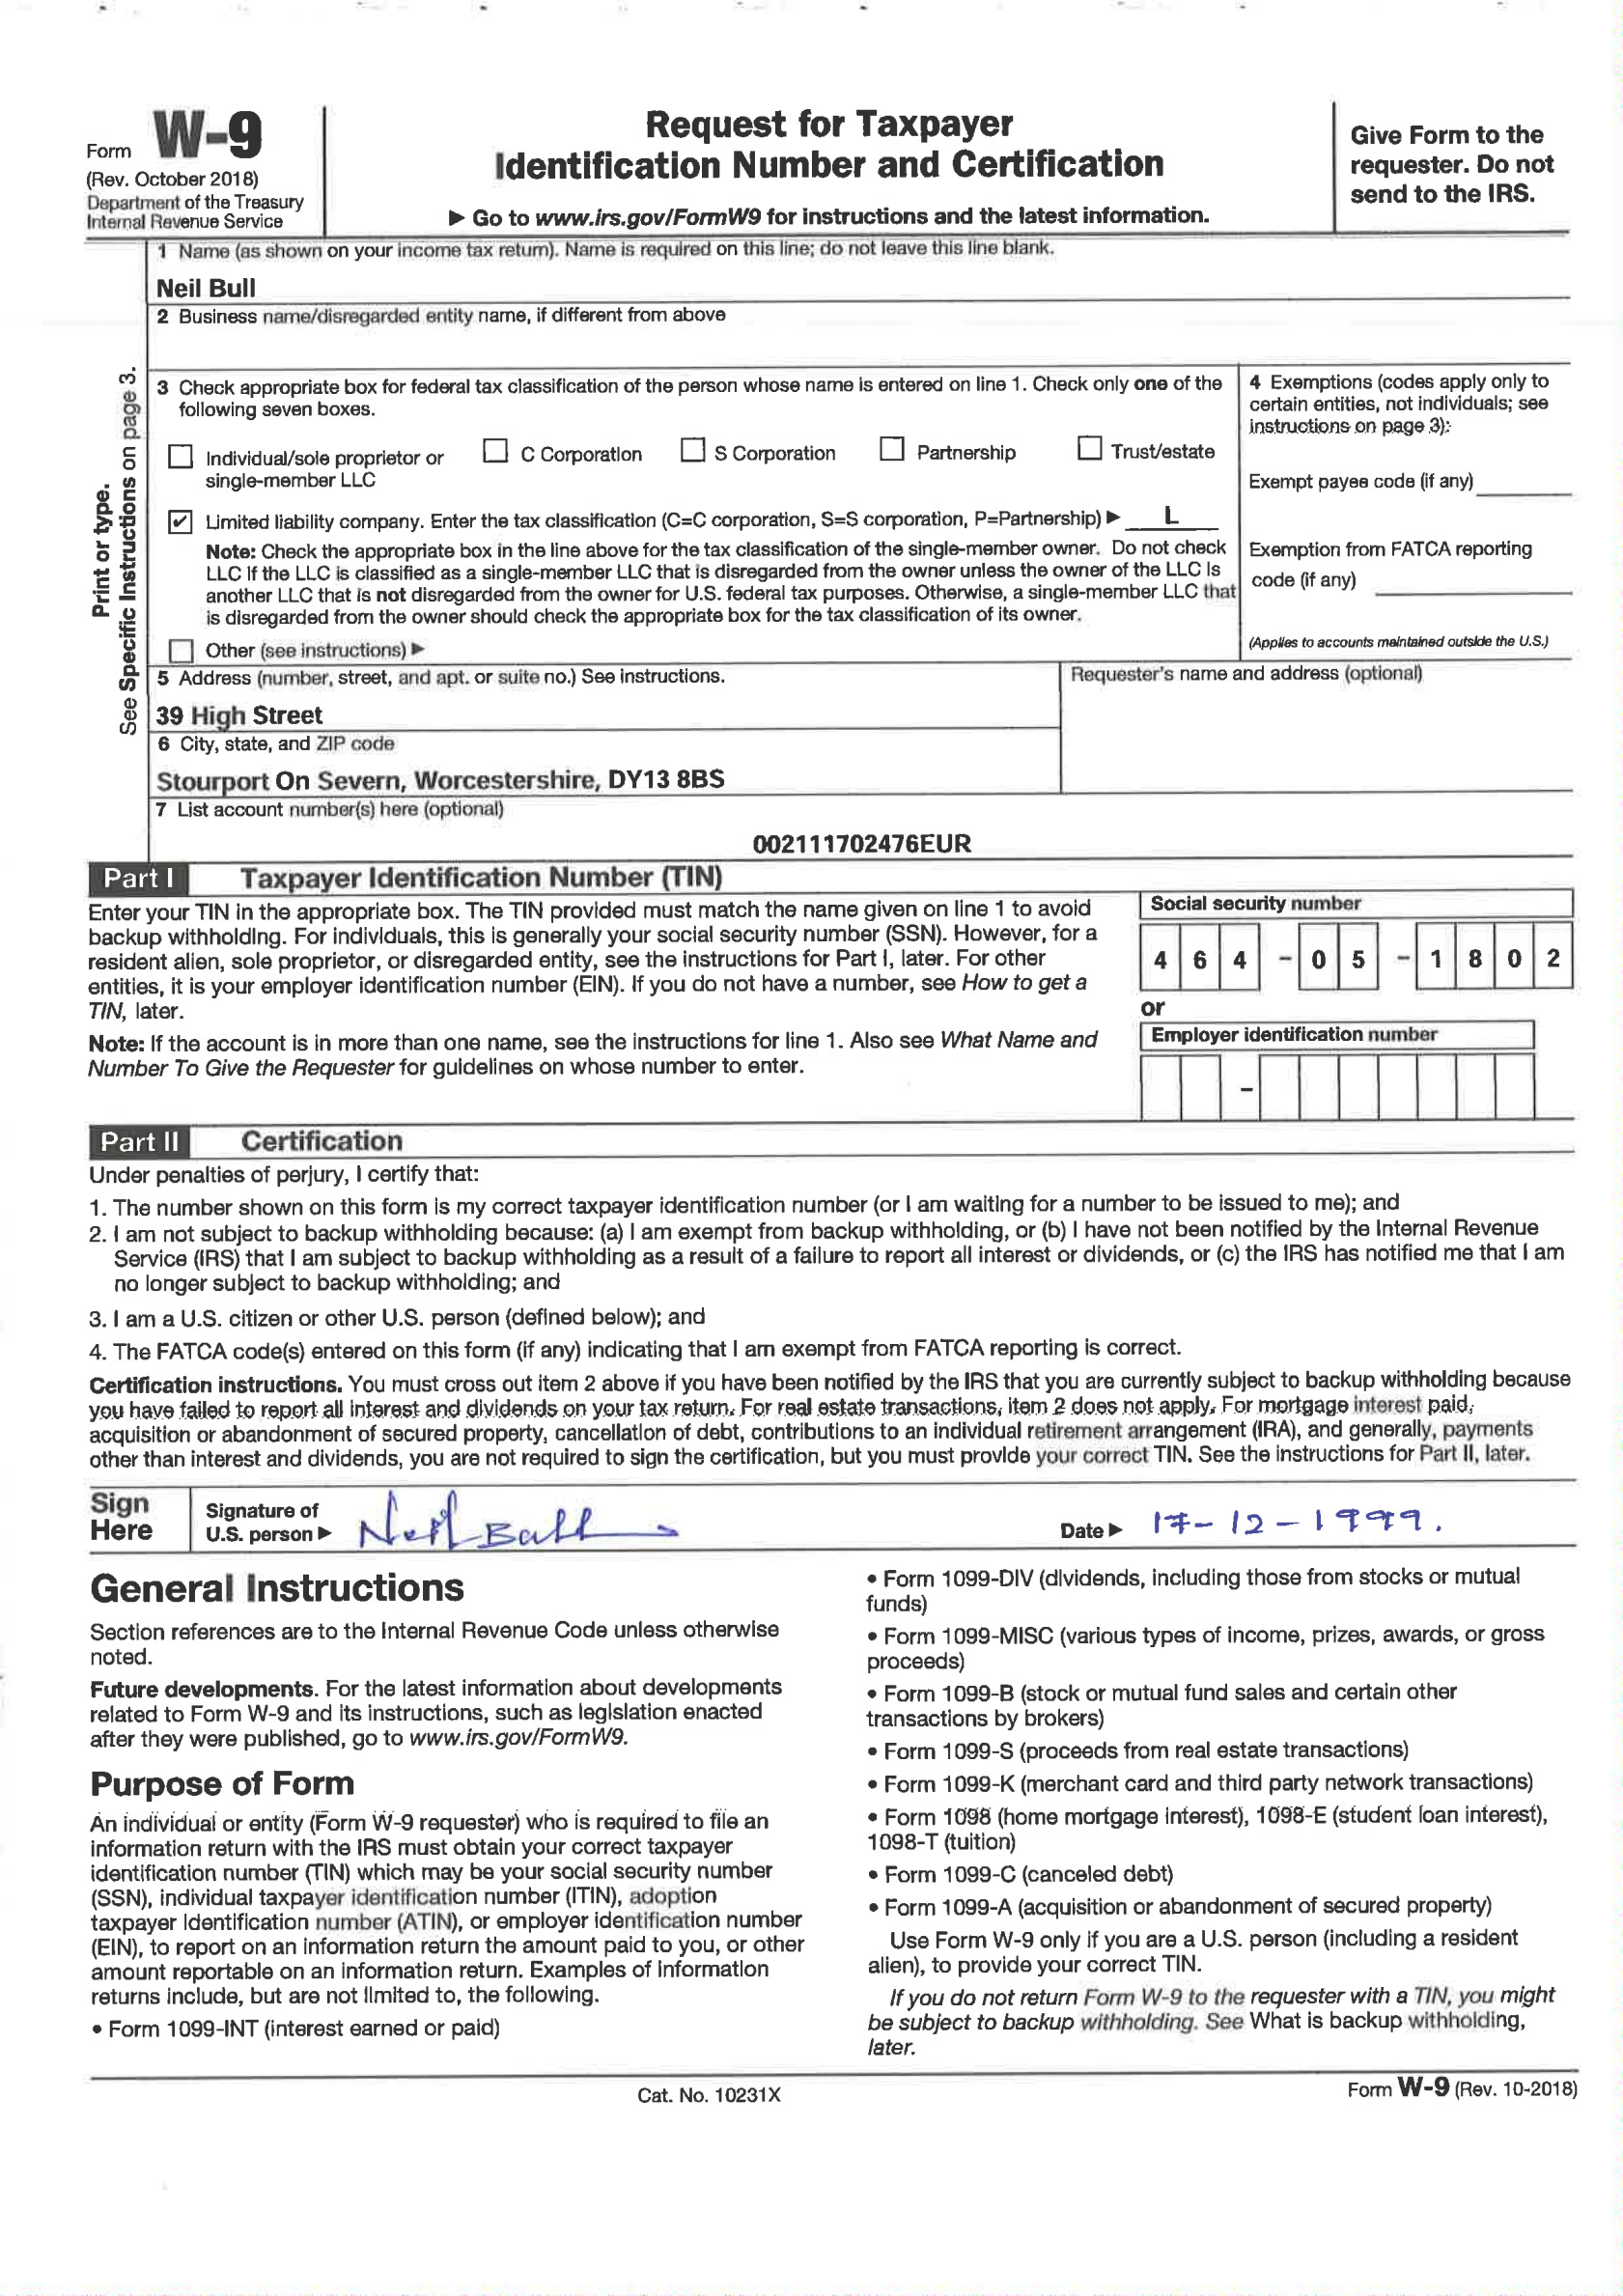 Form W-9
(Rev. October 2018)
Department of the Treasury
Internal Revenue Service
Request for Taxpayer
Identification Number and Certification
▶ Go to www.irs.gov/FormW9 for instructions and the latest information.
Give Form to the
requester. Do not
send to the IRS.
Print or type.
See Specific Instructions on page 3.
1 Name (as shown on your income tax return). Name is required on this line; do not leave this line blank.
Neil Bull
2 Business name/disregarded entity name, if different from above
3 Check appropriate box for federal tax classification of the person whose name is entered on line 1. Check only one of the
following seven boxes.
☐ Individual/sole proprietor or
single-member LLC
☐ C Corporation
☐ S Corporation
☐ Partnership
☐ Trust/estate
☑ Limited liability company. Enter the tax classification (C=C corporation, S=S corporation, P=Partnership) ▶ L
Note: Check the appropriate box in the line above for the tax classification of the single-member owner. Do not check
LLC if the LLC is classified as a single-member LLC that is disregarded from the owner unless the owner of the LLC is
another LLC that is not disregarded from the owner for U.S. federal tax purposes. Otherwise, a single-member LLC that
is disregarded from the owner should check the appropriate box for the tax classification of its owner.
☐ Other (see instructions) ▶
4 Exemptions (codes apply only to
certain entities, not individuals; see
instructions on page 3):
Exempt payee code (if any)
Exemption from FATCA reporting
code (if any)
(Applies to accounts maintained outside the U.S.)
5 Address (number, street, and apt. or suite no.) See instructions.
39 High Street
Requester's name and address (optional)
6 City, state, and ZIP code
Stourport On Severn, Worcestershire, DY13 8BS
7 List account number(s) here (optional)
002111702476EUR
Part I Taxpayer Identification Number (TIN)
Enter your TIN in the appropriate box. The TIN provided must match the name given on line 1 to avoid
backup withholding. For individuals, this is generally your social security number (SSN). However, for a
resident alien, sole proprietor, or disregarded entity, see the instructions for Part I, later. For other
entities, it is your employer identification number (EIN). If you do not have a number, see How to get a
TIN, later.
Note: If the account is in more than one name, see the instructions for line 1. Also see What Name and
Number To Give the Requester for guidelines on whose number to enter.
Social security number
4 6 4 - 0 5 - 1 8 0 2
or
Employer identification number
-
Part II Certification
Under penalties of perjury, I certify that:
1. The number shown on this form is my correct taxpayer identification number (or I am waiting for a number to be issued to me); and
2. I am not subject to backup withholding because: (a) I am exempt from backup withholding, or (b) I have not been notified by the Internal Revenue
Service (IRS) that I am subject to backup withholding as a result of a failure to report all interest or dividends, or (c) the IRS has notified me that I am
no longer subject to backup withholding; and
3. I am a U.S. citizen or other U.S. person (defined below); and
4. The FATCA code(s) entered on this form (if any) indicating that I am exempt from FATCA reporting is correct.
Certification instructions. You must cross out item 2 above if you have been notified by the IRS that you are currently subject to backup withholding because
you have failed to report all interest and dividends on your tax return. For real estate transactions, item 2 does not apply. For mortgage interest paid,
acquisition or abandonment of secured property, cancellation of debt, contributions to an individual retirement arrangement (IRA), and generally, payments
other than interest and dividends, you are not required to sign the certification, but you must provide your correct TIN. See the instructions for Part II, later.
Sign
Here
Signature of
U.S. person ▶ Neil Bull
Date ▶ 17-12-1999.
General Instructions
Section references are to the Internal Revenue Code unless otherwise
noted.
Future developments. For the latest information about developments
related to Form W-9 and its instructions, such as legislation enacted
after they were published, go to www.irs.gov/FormW9.
Purpose of Form
An individual or entity (Form W-9 requester) who is required to file an
information return with the IRS must obtain your correct taxpayer
identification number (TIN) which may be your social security number
(SSN), individual taxpayer identification number (ITIN), adoption
taxpayer identification number (ATIN), or employer identification number
(EIN), to report on an information return the amount paid to you, or other
amount reportable on an information return. Examples of information
returns include, but are not limited to, the following.
• Form 1099-INT (interest earned or paid)
• Form 1099-DIV (dividends, including those from stocks or mutual
funds)
• Form 1099-MISC (various types of income, prizes, awards, or gross
proceeds)
• Form 1099-B (stock or mutual fund sales and certain other
transactions by brokers)
• Form 1099-S (proceeds from real estate transactions)
• Form 1099-K (merchant card and third party network transactions)
• Form 1098 (home mortgage interest), 1098-E (student loan interest),
1098-T (tuition)
• Form 1099-C (canceled debt)
• Form 1099-A (acquisition or abandonment of secured property)
Use Form W-9 only if you are a U.S. person (including a resident
alien), to provide your correct TIN.
If you do not return Form W-9 to the requester with a TIN, you might
be subject to backup withholding. See What is backup withholding,
later.
Cat. No. 10231X
Form W-9 (Rev. 10-2018)